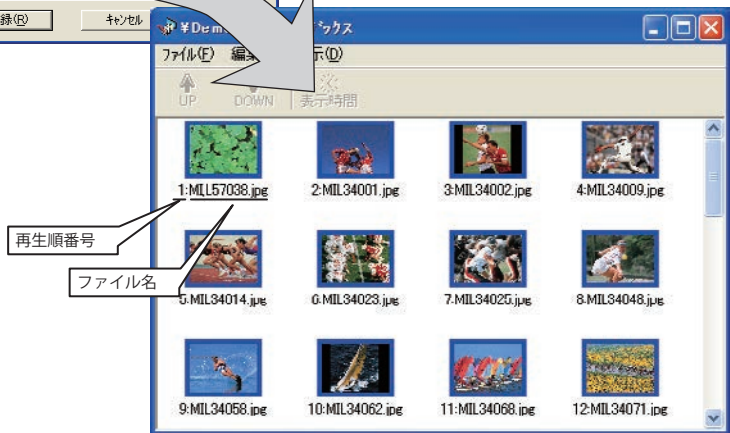 録(R) キャンセル
ファイル(F)
UP DOWN 表示時間
1:MIL57038.jpg 2:MIL34001.jpg 3:MIL34002.jpg 4:MIL34009.jpg
再生順番号
ファイル名
5:MIL34014.jpg 6:MIL34023.jpg 7:MIL34025.jpg 8:MIL34048.jpg
9:MIL34058.jpg 10:MIL34062.jpg 11:MIL34068.jpg 12:MIL34071.jpg